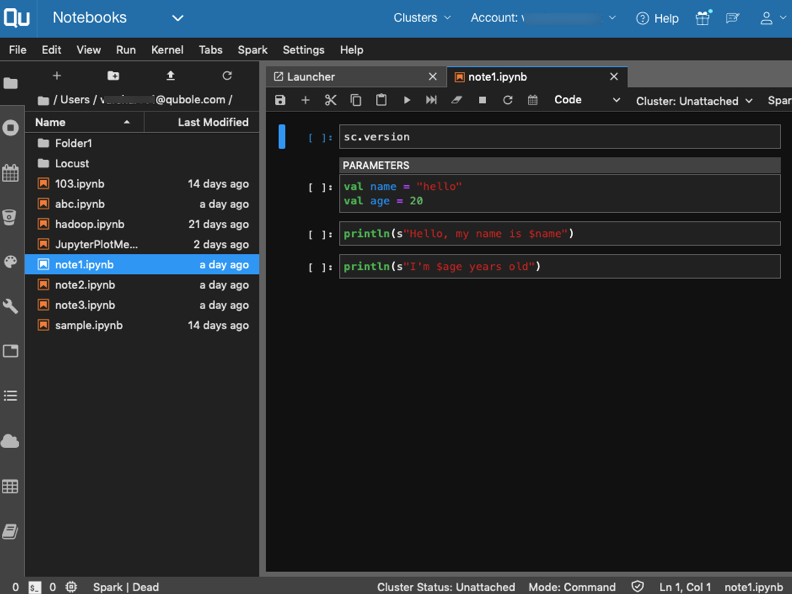 Qu Notebooks Clusters Account: Help
File Edit View Run Kernel Tabs Spark Settings Help
Launcher note1.ipynb
/ Users / @qubole.com /
Code Cluster: Unattached Spar
Name Last Modified
Folder1
Locust
103.ipynb 14 days ago
abc.ipynb a day ago
hadoop.ipynb 21 days ago
JupyterPlotMe... 2 days ago
note1.ipynb a day ago
note2.ipynb a day ago
note3.ipynb a day ago
sample.ipynb 14 days ago
[ ]: sc.version
PARAMETERS
[ ]: val name = "hello"
val age = 20
[ ]: println(s"Hello, my name is $name")
[ ]: println(s"I'm $age years old")
0 0 Spark | Dead Cluster Status: Unattached Mode: Command Ln 1, Col 1 note1.ipynb